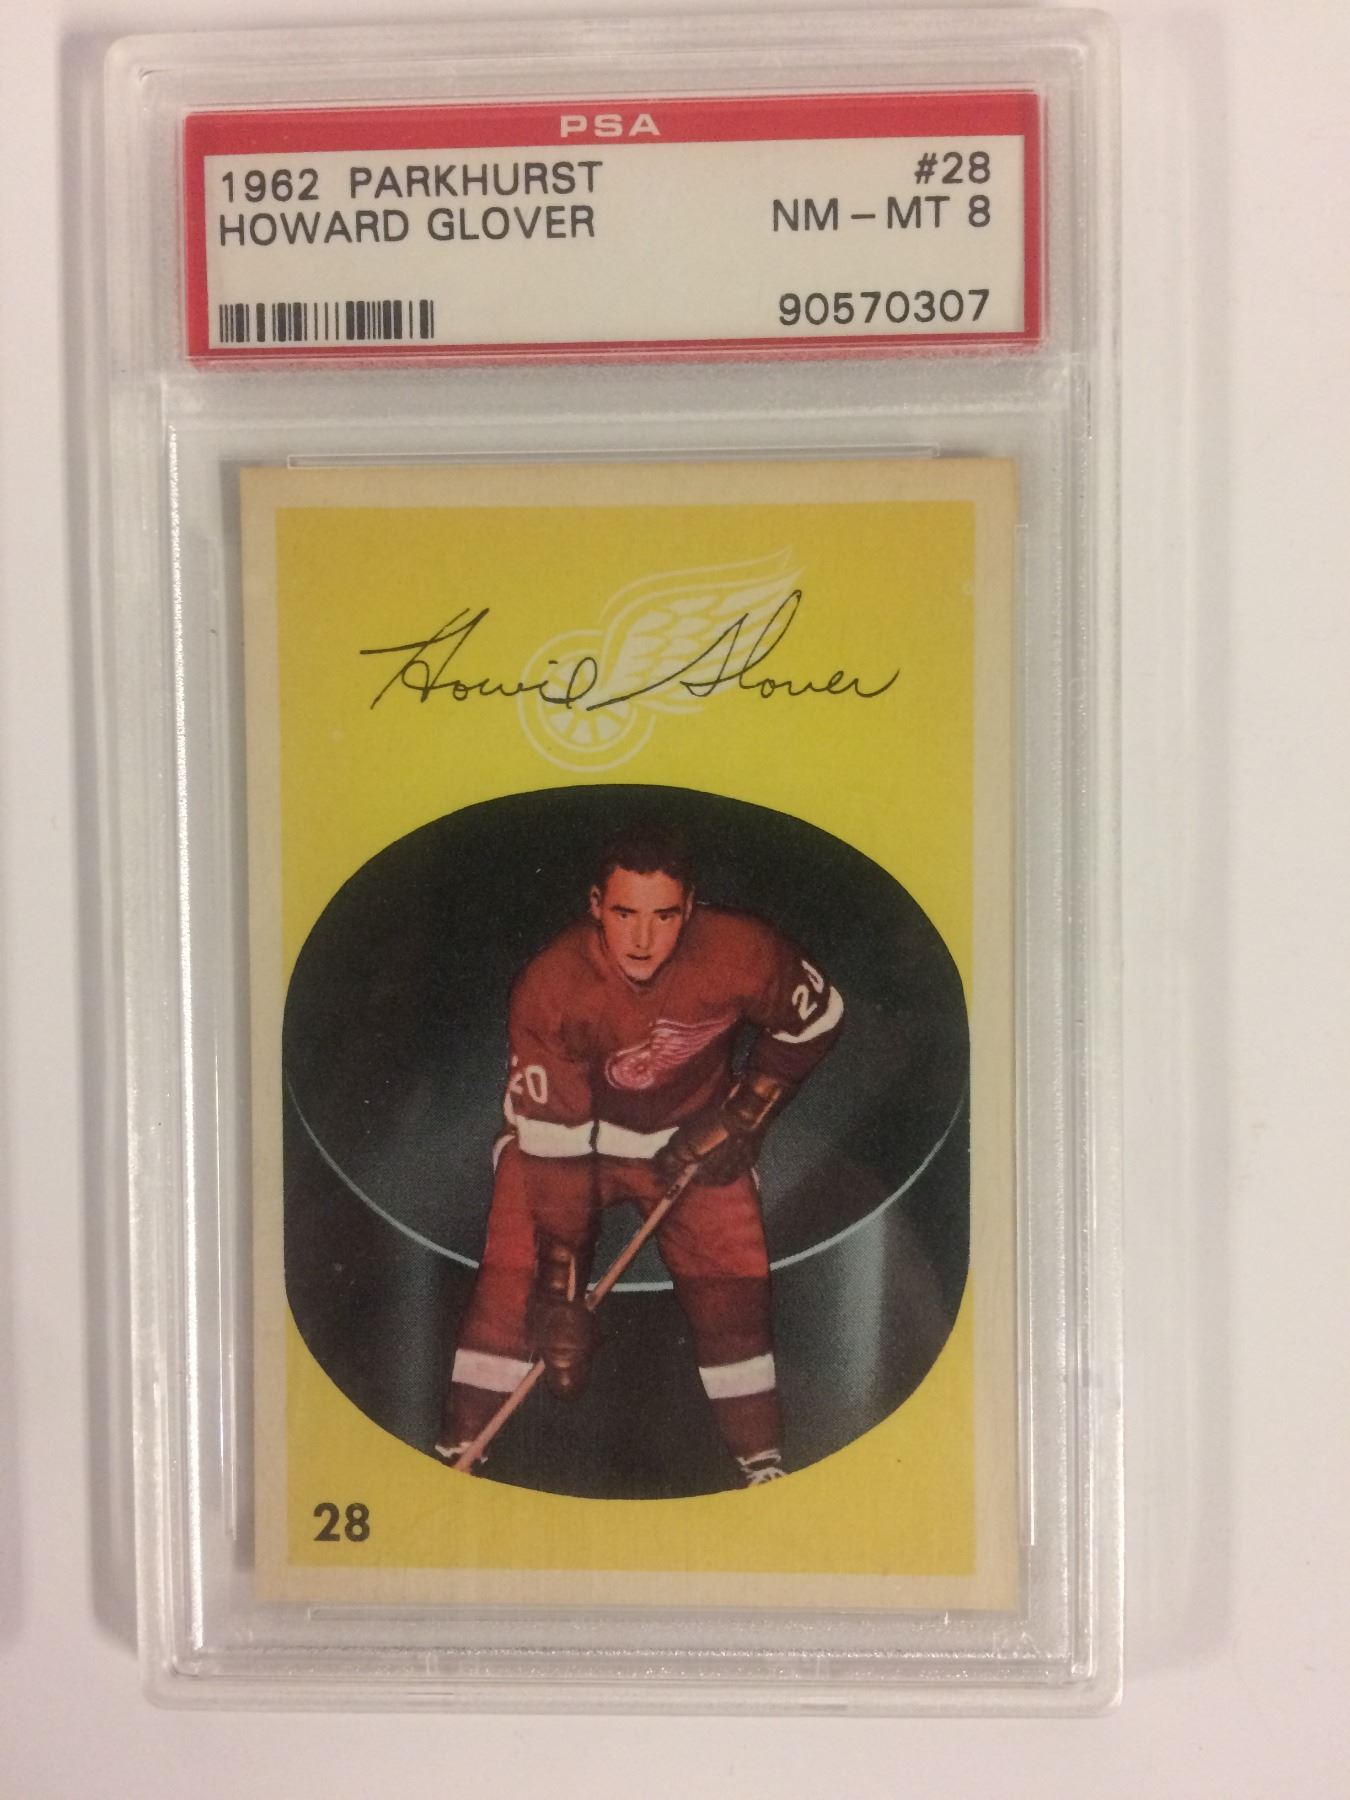 PSA
1962 PARKHURST #28
HOWARD GLOVER NM-MT 8
90570307
Howie Glover
20
20
28